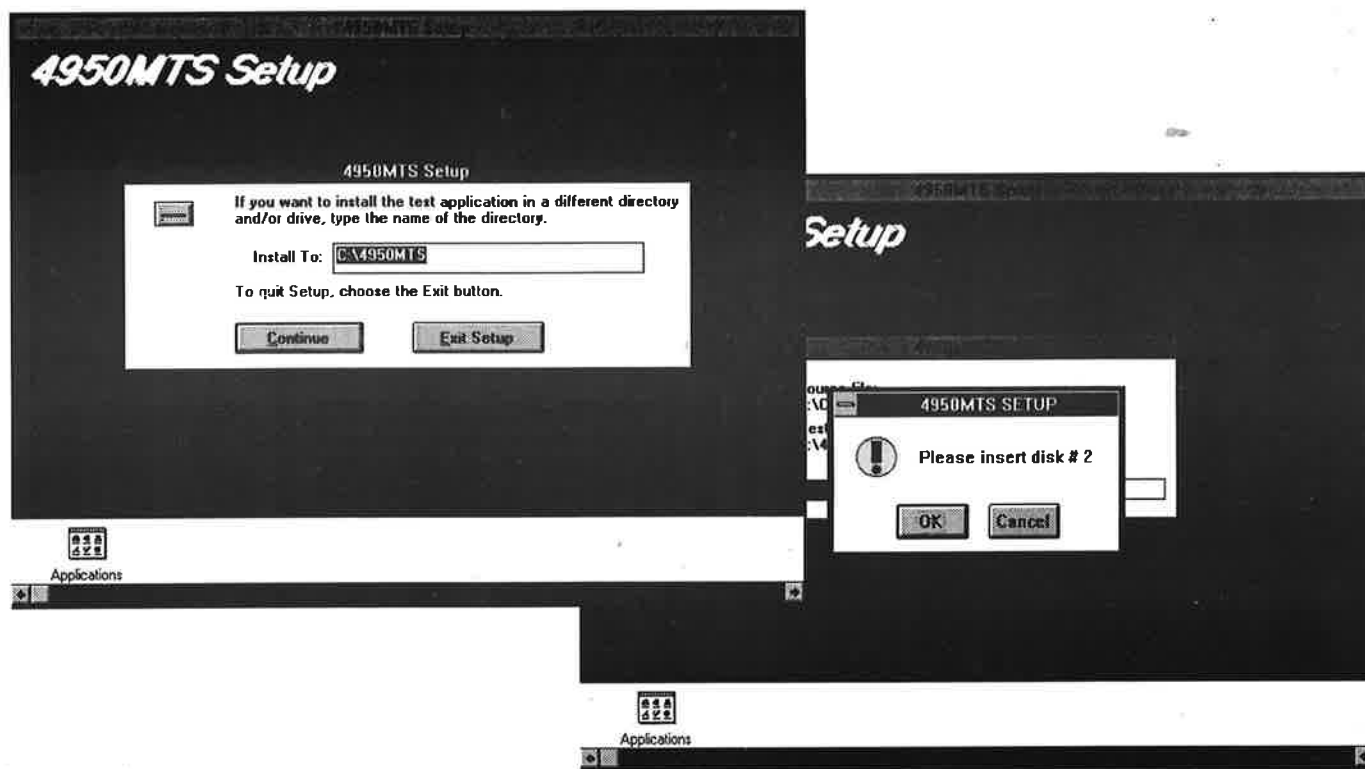 4950MTS Setup
4950MTS Setup
If you want to install the test application in a different directory
and/or drive, type the name of the directory.
Install To: C:\4950MTS
To quit Setup, choose the Exit button.
Continue Exit Setup
Applications
Setup
4950MTS SETUP
Please insert disk # 2
OK Cancel
Applications